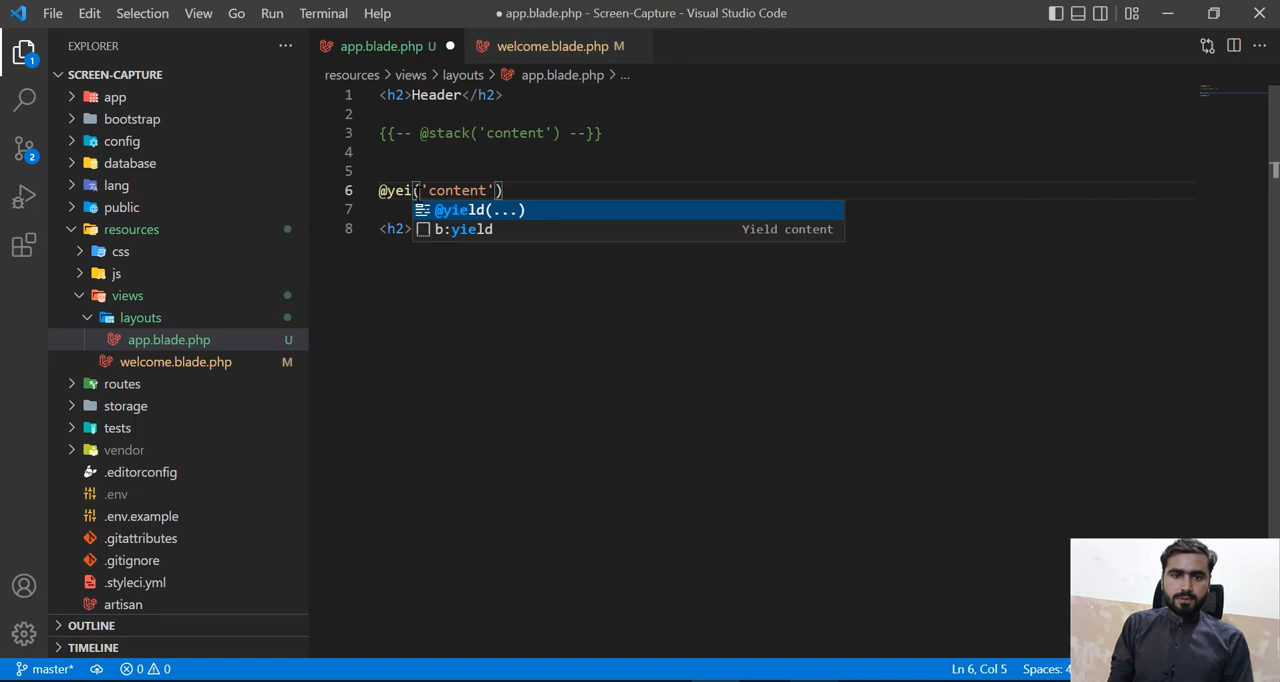 File Edit Selection View Go Run Terminal Help
● app.blade.php - Screen-Capture - Visual Studio Code
EXPLORER
1
SCREEN-CAPTURE
app
bootstrap
config
database
2
lang
public
resources
css
js
views
layouts
app.blade.php U
welcome.blade.php M
routes
storage
tests
vendor
.editorconfig
.env
.env.example
.gitattributes
.gitignore
.styleci.yml
artisan
OUTLINE
TIMELINE
app.blade.php U ● welcome.blade.php M
resources > views > layouts > app.blade.php > ...
1 <h2>Header</h2>
2
3 {{-- @stack('content') --}}
4
5
6 @yei('content')
7
8 <h2>
@yield(...)
b:yield Yield content
master* 0 0 Ln 6, Col 5 Spaces: 4